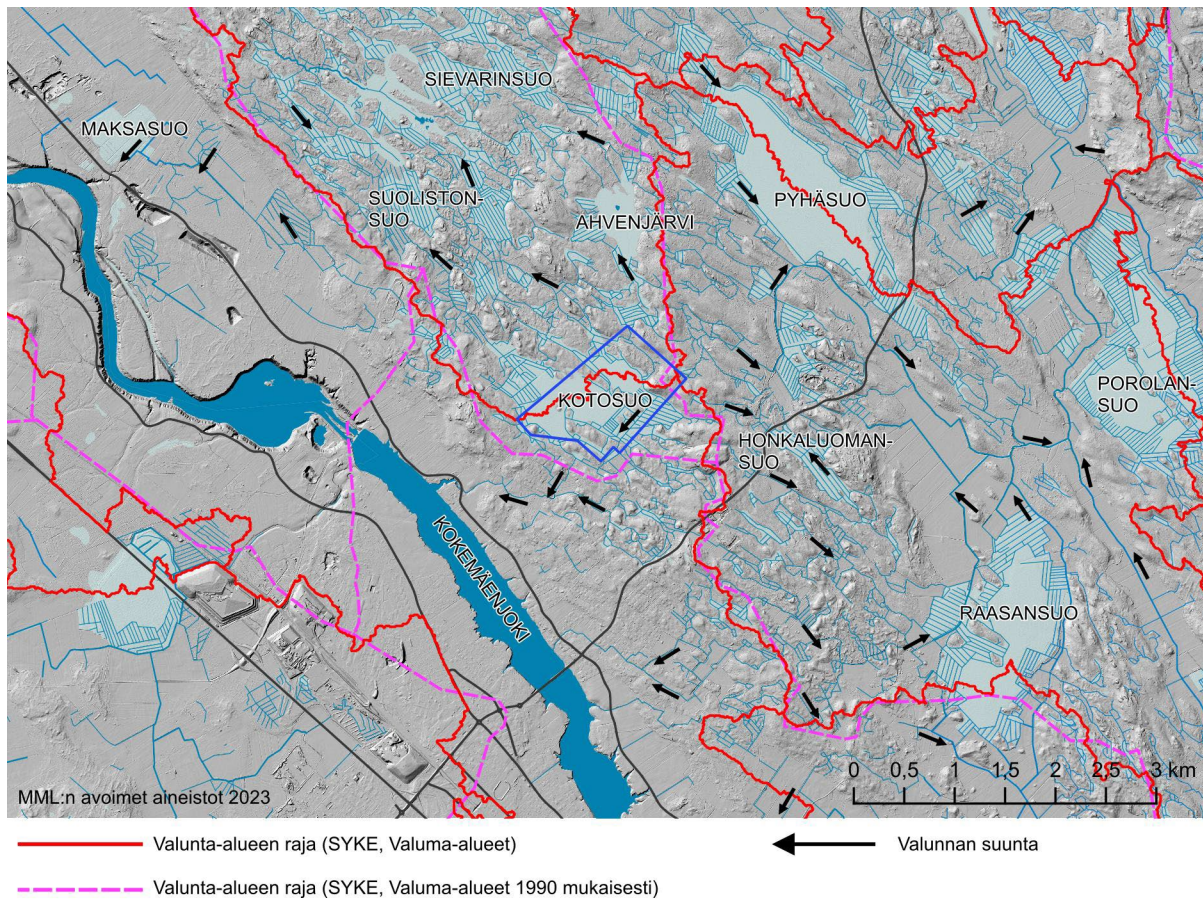 SIEVARINSUO
MAKSASUO
SUOLISTON-
SUO
AHVENJÄRVI
PYHÄSUO
KOTOSUO
POROLAN-
SUO
HONKALUOMAN-
SUO
KOKEMÄENJOKI
RAASANSUO
0 0,5 1 1,5 2 2,5 3 km
MML:n avoimet aineistot 2023
Valunta-alueen raja (SYKE, Valuma-alueet)
Valunnan suunta
Valunta-alueen raja (SYKE, Valuma-alueet 1990 mukaisesti)